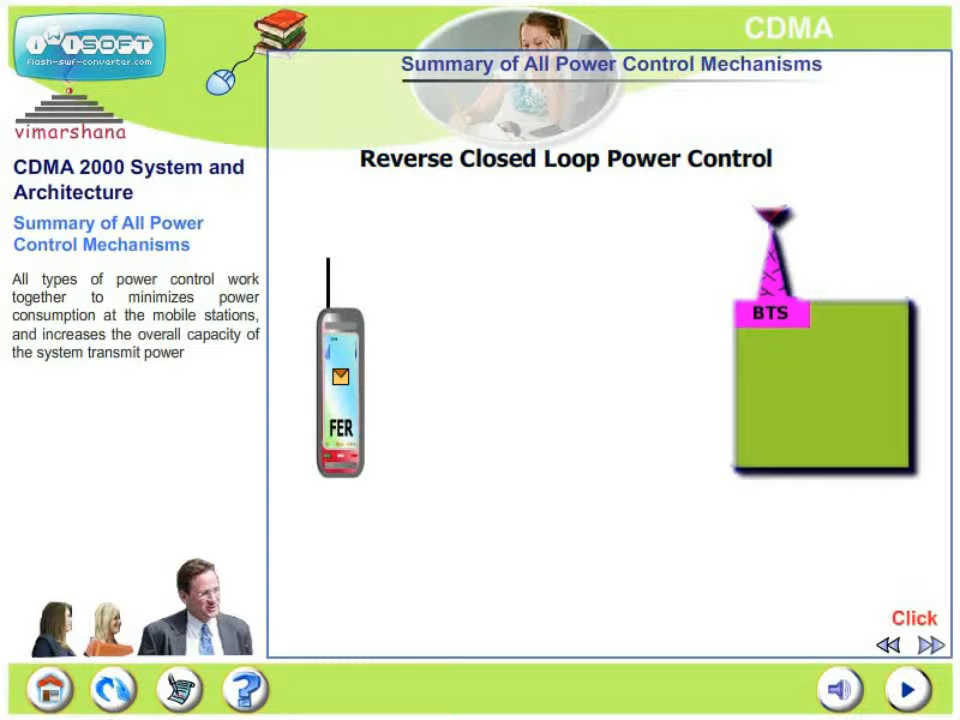 iWiSOFT
flash-swf-converter.com
CDMA
Summary of All Power Control Mechanisms
vimarshana
CDMA 2000 System and
Architecture
Summary of All Power
Control Mechanisms
All types of power control work
together to minimizes power
consumption at the mobile stations,
and increases the overall capacity of
the system transmit power
Reverse Closed Loop Power Control
BTS
FER
Click